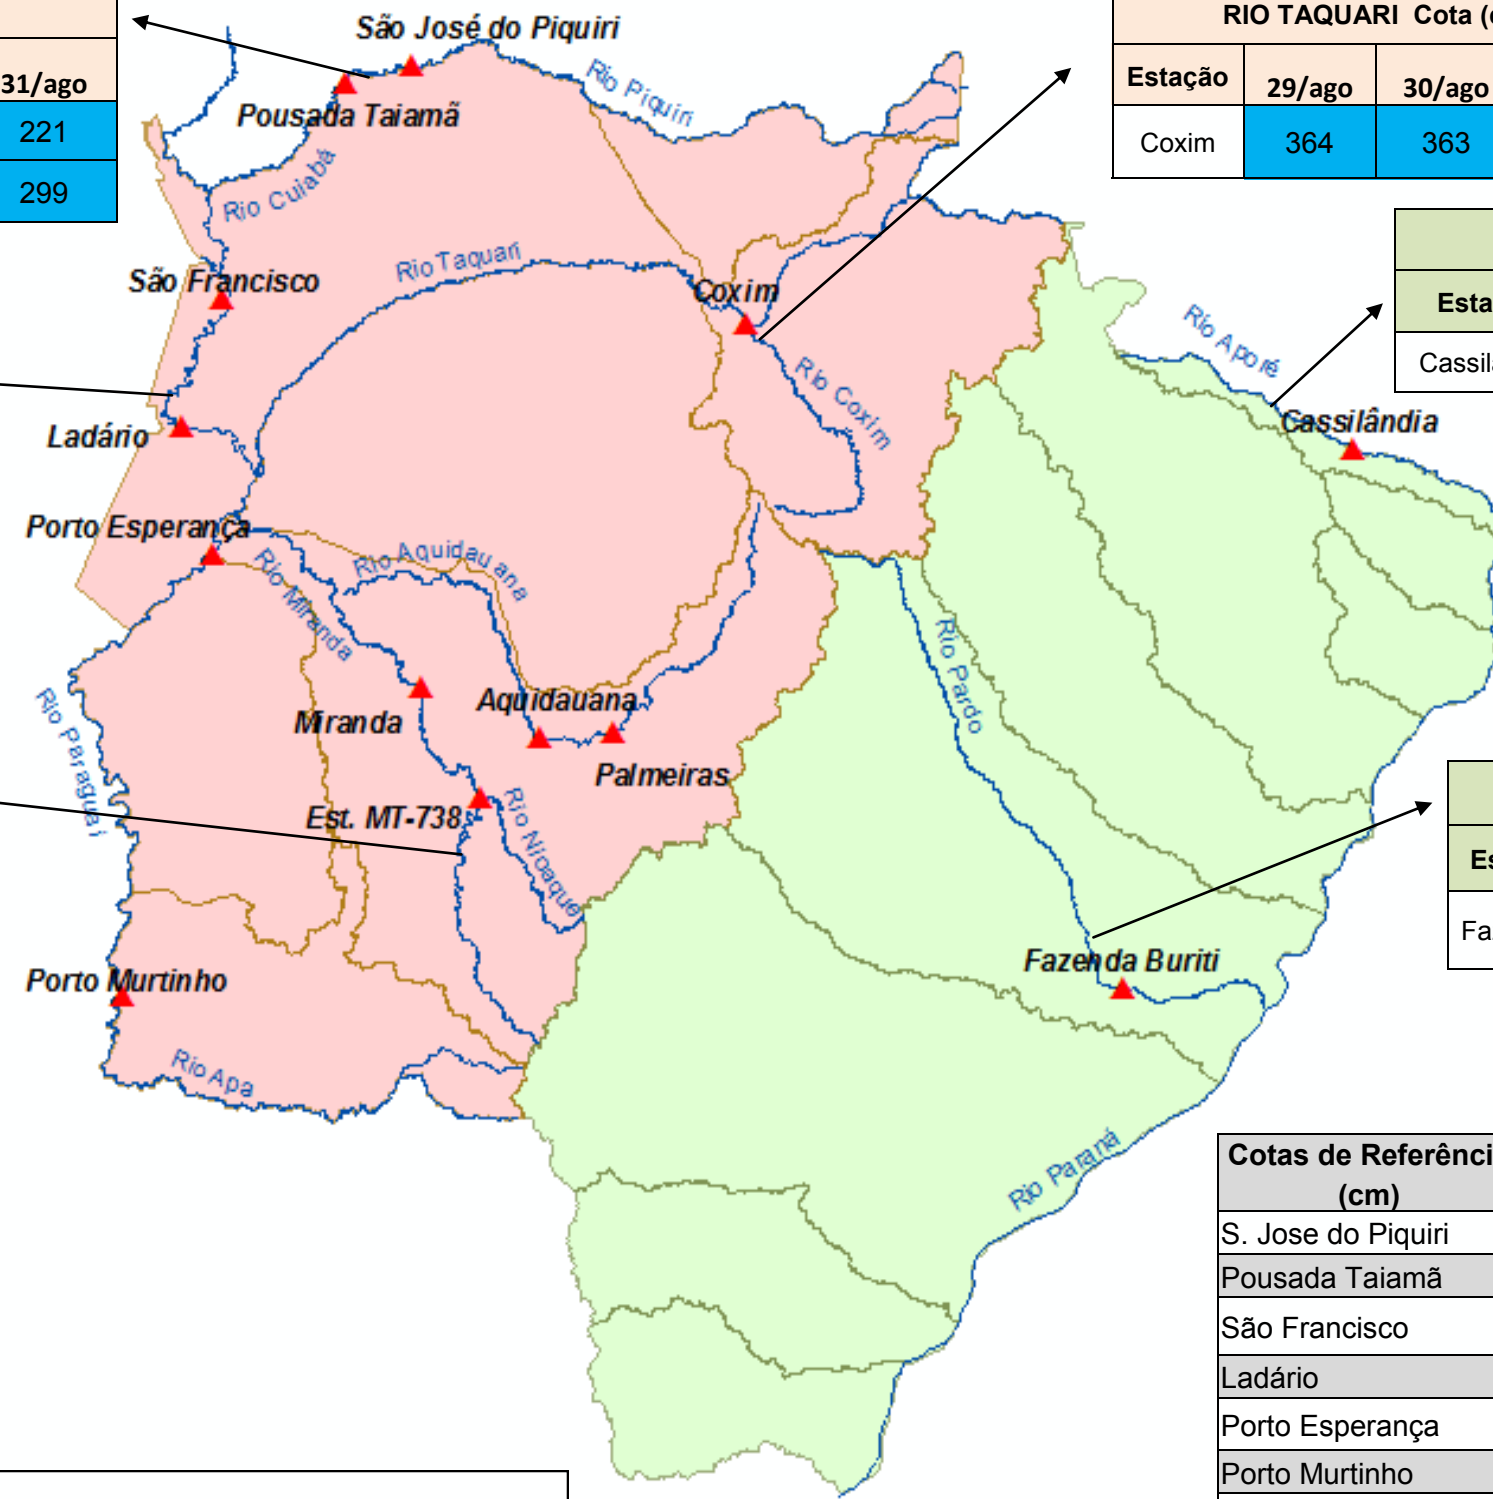 31/ago
221
299
RIO TAQUARI Cota (c
Estação 29/ago 30/ago
Coxim 364 363
Esta
Cassil
Es
Fa
São José do Piquiri
Pousada Taiamã
Rio Piquiri
Rio Cuiabá
Rio Taquari
São Francisco
Coxim
Rio Coxim
Rio Aporé
Cassilândia
Ladário
Porto Esperança
Rio Aquidauana
Rio Miranda
Rio Pardo
Rio Paraguai
Miranda
Aquidauana
Palmeiras
Est. MT-738
Rio Nioaque
Porto Murtinho
Fazenda Buriti
Rio Apa
Rio Paraná
Cotas de Referênci
(cm)
S. Jose do Piquiri
Pousada Taiamã
São Francisco
Ladário
Porto Esperança
Porto Murtinho